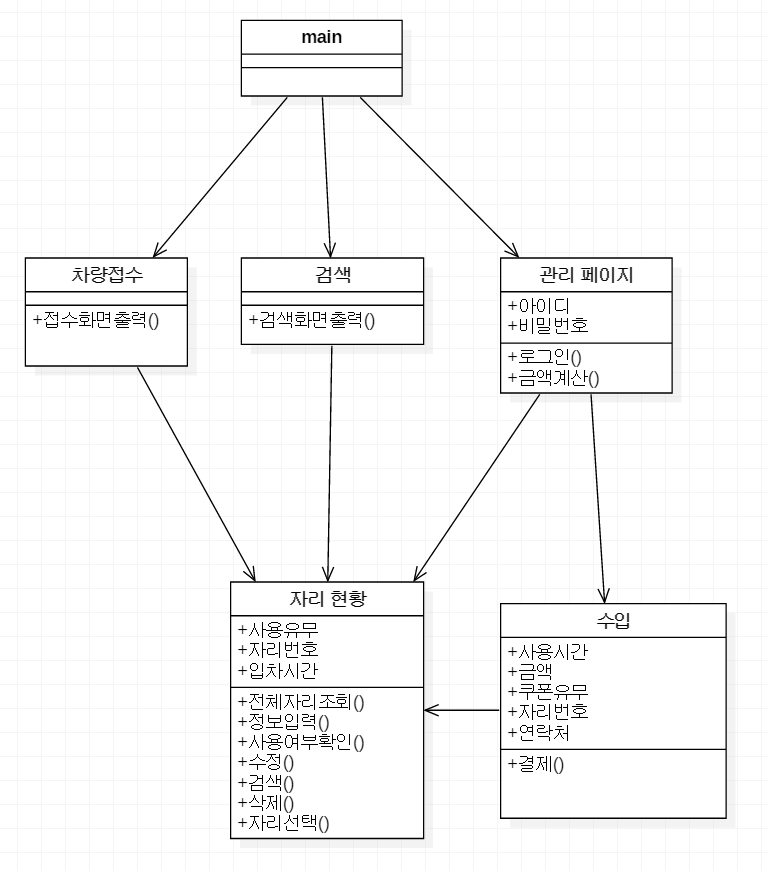 main
차량접수
+접수화면출력()
검색
+검색화면출력()
관리 페이지
+아이디
+비밀번호
+로그인()
+금액계산()
자리 현황
+사용유무
+자리번호
+입차시간
+전체자리조회()
+정보입력()
+사용여부확인()
+수정()
+검색()
+삭제()
+자리선택()
수입
+사용시간
+금액
+쿠폰유무
+자리번호
+연락처
+결제()